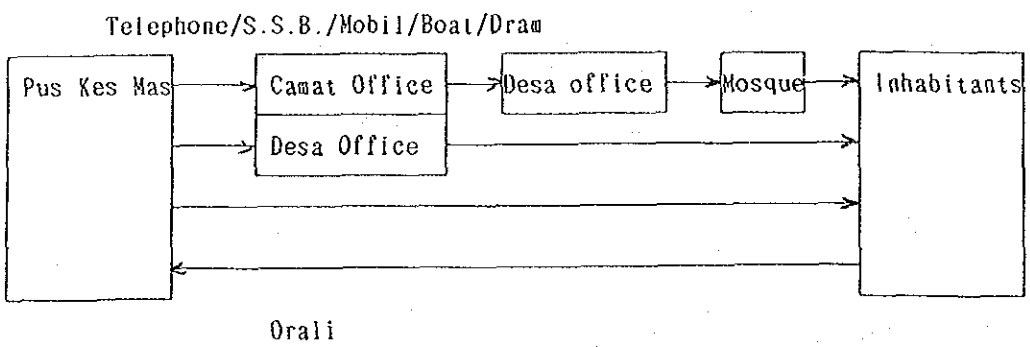 Telephone/S.S.B./Mobil/Boat/Dram
Pus Kes Mas
Camat Office
Desa office
Mosque
Inhabitants
Desa Office
Orali